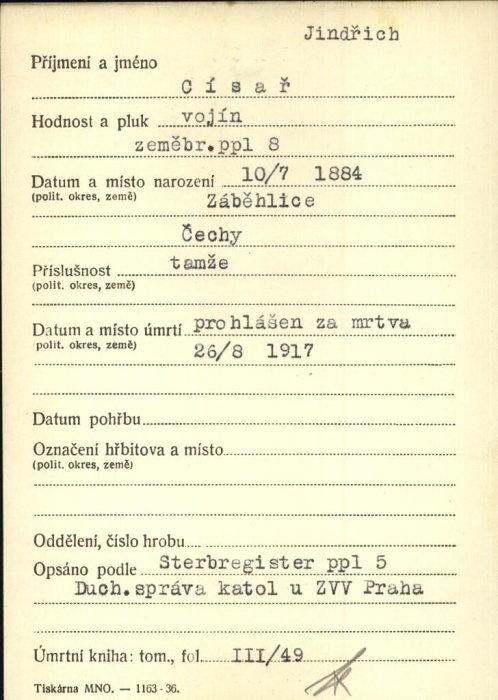 Jindřich
Příjmení a jméno
Císař
Hodnost a pluk vojín
zeměbr.ppl 8
Datum a místo narození 10/7 1884
(polit. okres, země) Záběhlice
Čechy
Příslušnost tamže
(polit. okres, země)
Datum a místo úmrtí prohlášen za mrtva
polit. okres, země) 26/8 1917
Datum pohřbu
Označení hřbitova a místo
(polit. okres, země)
Oddělení, číslo hrobu
Opsáno podle Sterbregister ppl 5
Duch.správa katol u ZVV Praha
Úmrtní kniha: tom., fol. III/49
Tiskárna MNO. — 1163-36.